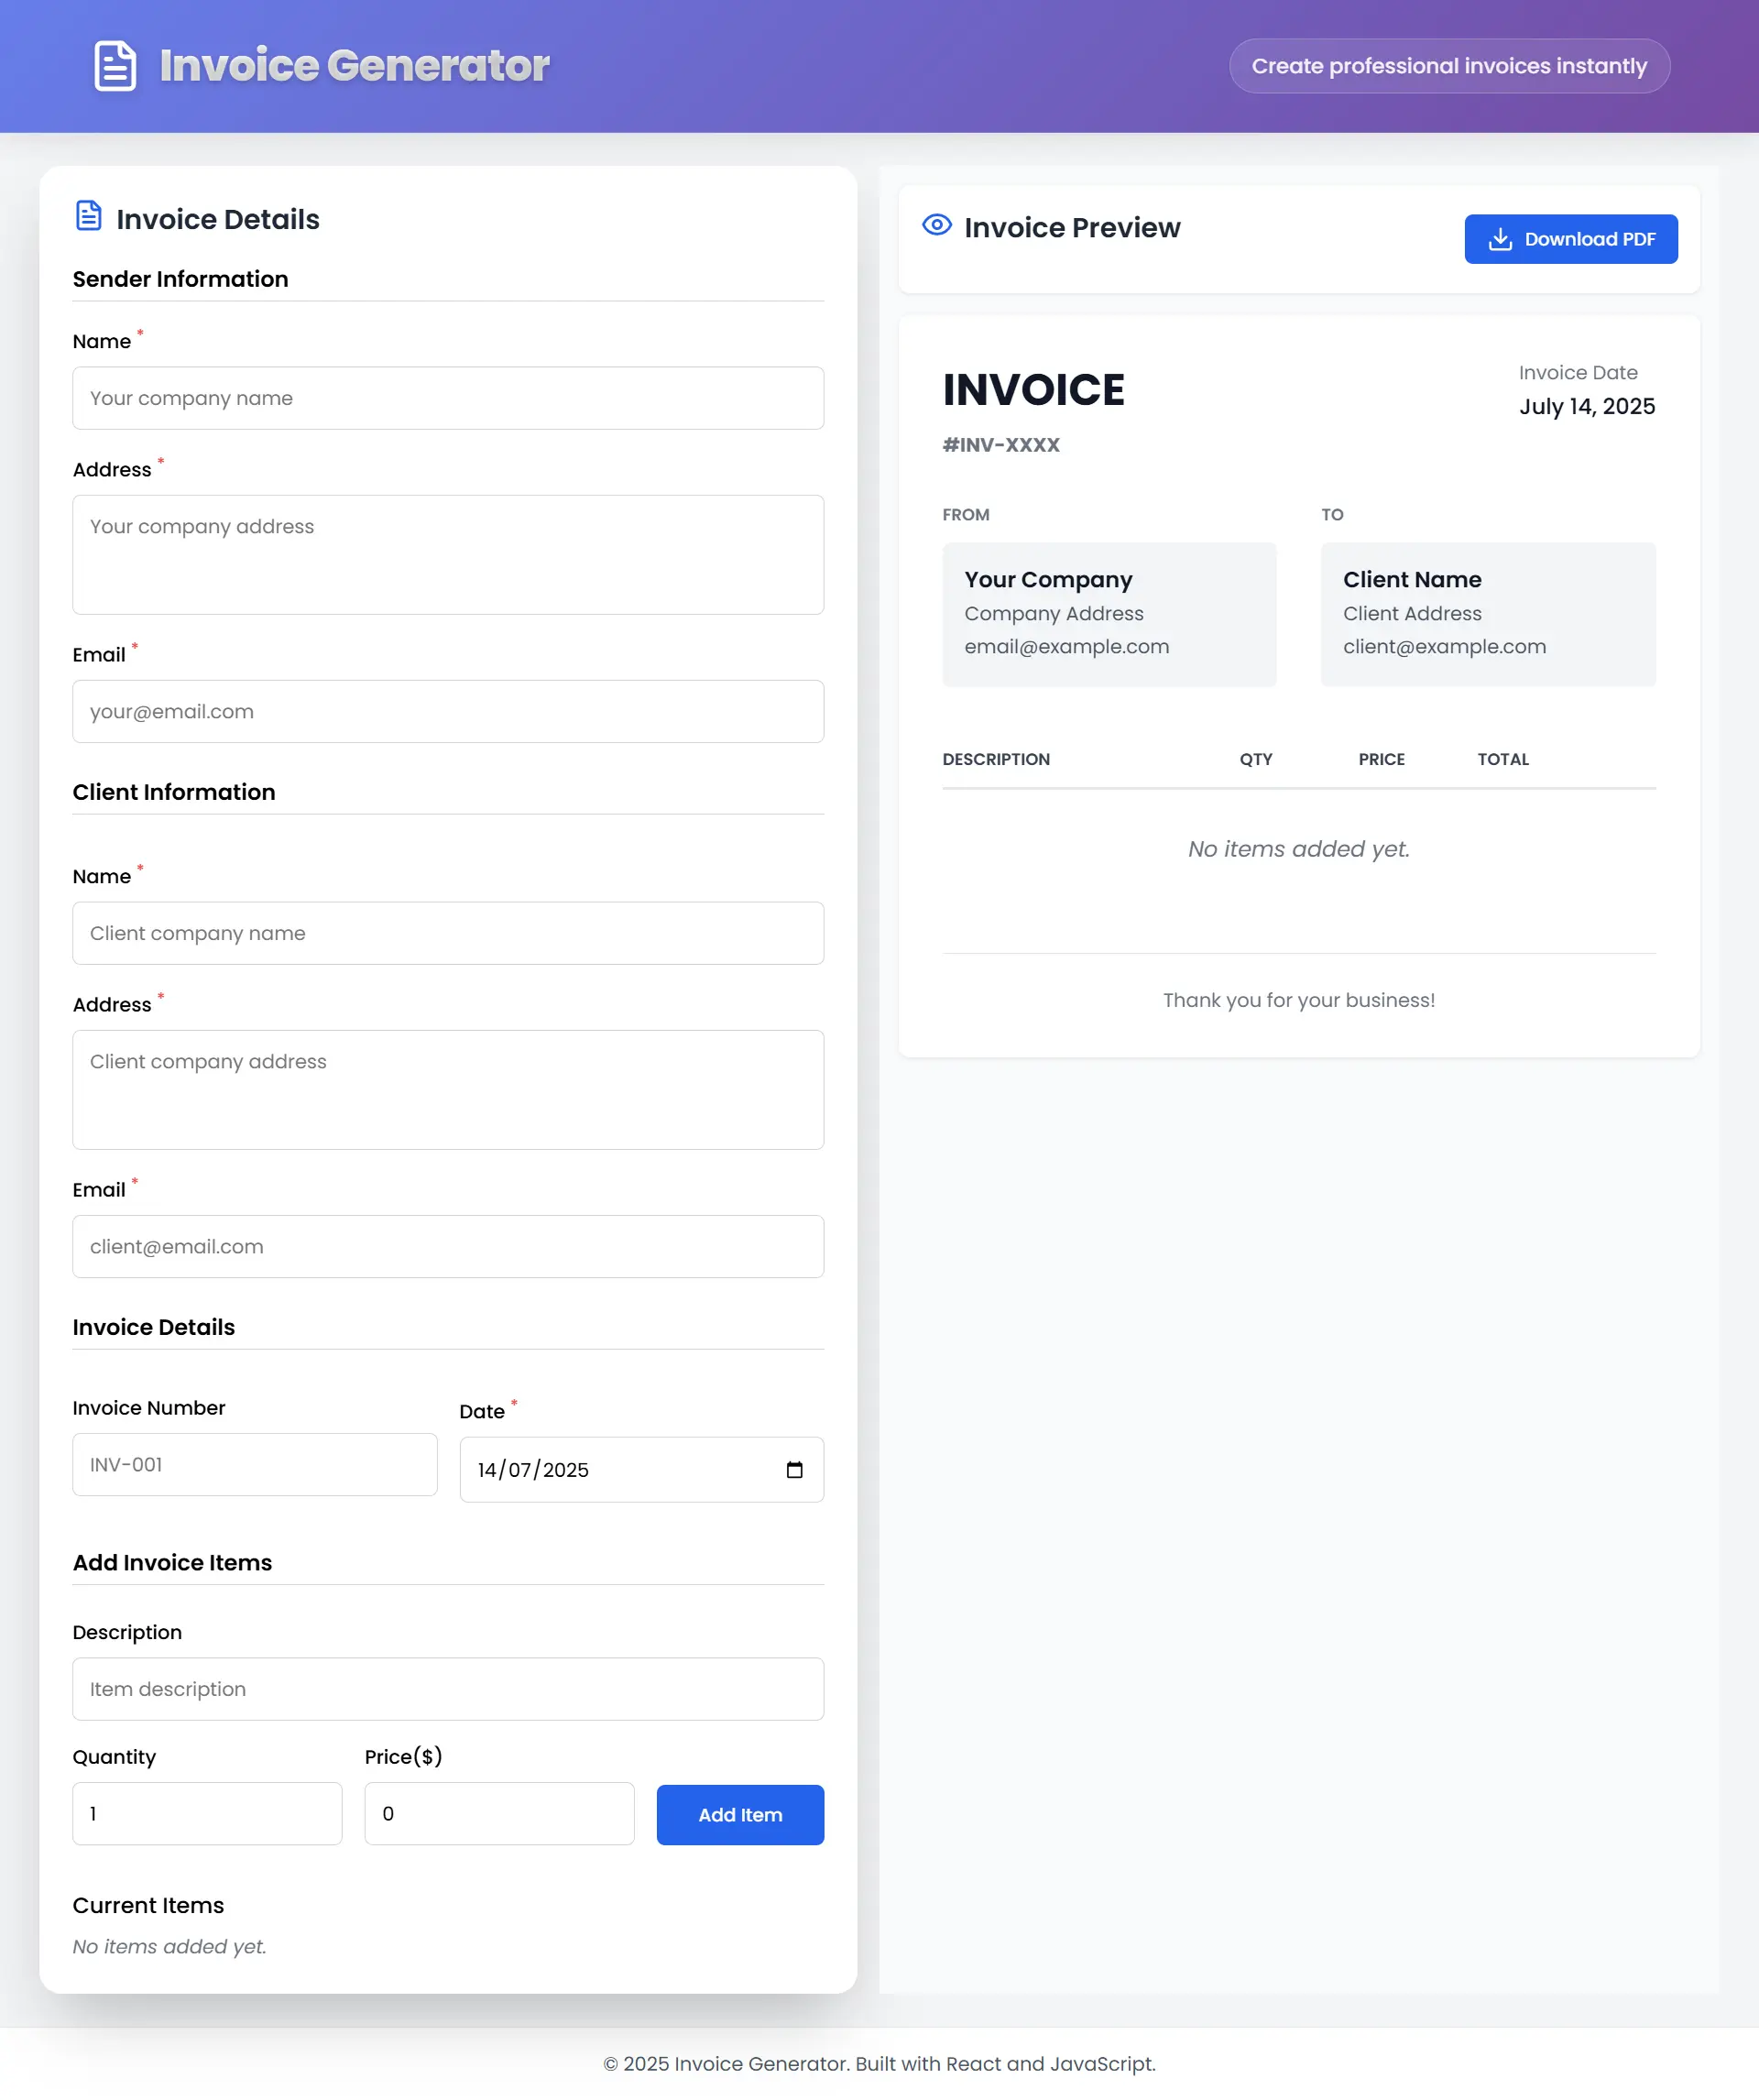 Invoice Generator
Create professional invoices instantly
Invoice Details
Sender Information
Name *
Your company name
Address *
Your company address
Email *
your@email.com
Client Information
Name *
Client company name
Address *
Client company address
Email *
client@email.com
Invoice Details
Invoice Number
INV-001
Date *
14/07/2025
Add Invoice Items
Description
Item description
Quantity
1
Price($)
0
Add Item
Current Items
No items added yet.
Invoice Preview
Download PDF
INVOICE
#INV-XXXX
Invoice Date
July 14, 2025
FROM
Your Company
Company Address
email@example.com
TO
Client Name
Client Address
client@example.com
DESCRIPTION QTY PRICE TOTAL
No items added yet.
Thank you for your business!
© 2025 Invoice Generator. Built with React and JavaScript.